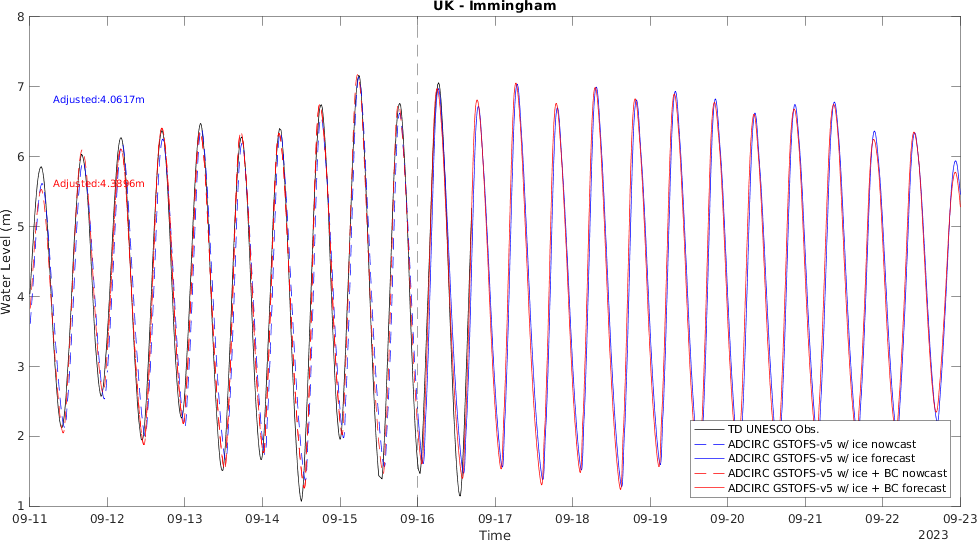 UK - Immingham
8
7
6
5
4
3
2
1
Water Level (m)
Adjusted:4.0617m
Adjusted:4.3896m
TD UNESCO Obs.
ADCIRC GSTOFS-v5 w/ ice nowcast
ADCIRC GSTOFS-v5 w/ ice forecast
ADCIRC GSTOFS-v5 w/ ice + BC nowcast
ADCIRC GSTOFS-v5 w/ ice + BC forecast
09-11 09-12 09-13 09-14 09-15 09-16 09-17 09-18 09-19 09-20 09-21 09-22 09-23
Time
2023